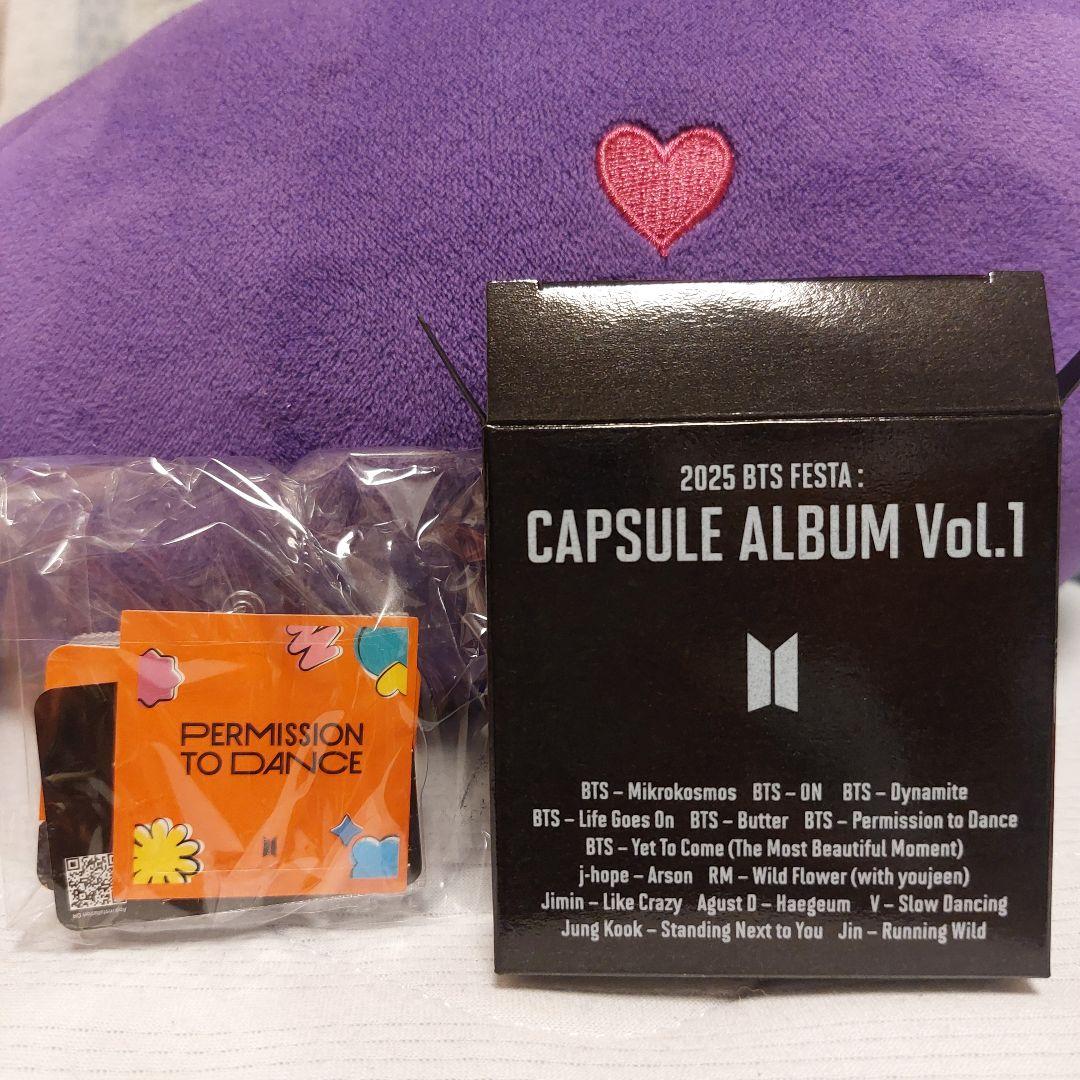 2025 BTS FESTA :
CAPSULE ALBUM Vol.1
BTS – Mikrokosmos BTS – ON BTS – Dynamite
BTS – Life Goes On BTS – Butter BTS – Permission to Dance
BTS – Yet To Come (The Most Beautiful Moment)
j-hope – Arson RM – Wild Flower (with youjeen)
Jimin – Like Crazy Agust D – Haegeum V – Slow Dancing
Jung Kook – Standing Next to You Jin – Running Wild
PERMISSION
TO DANCE
App installation QR